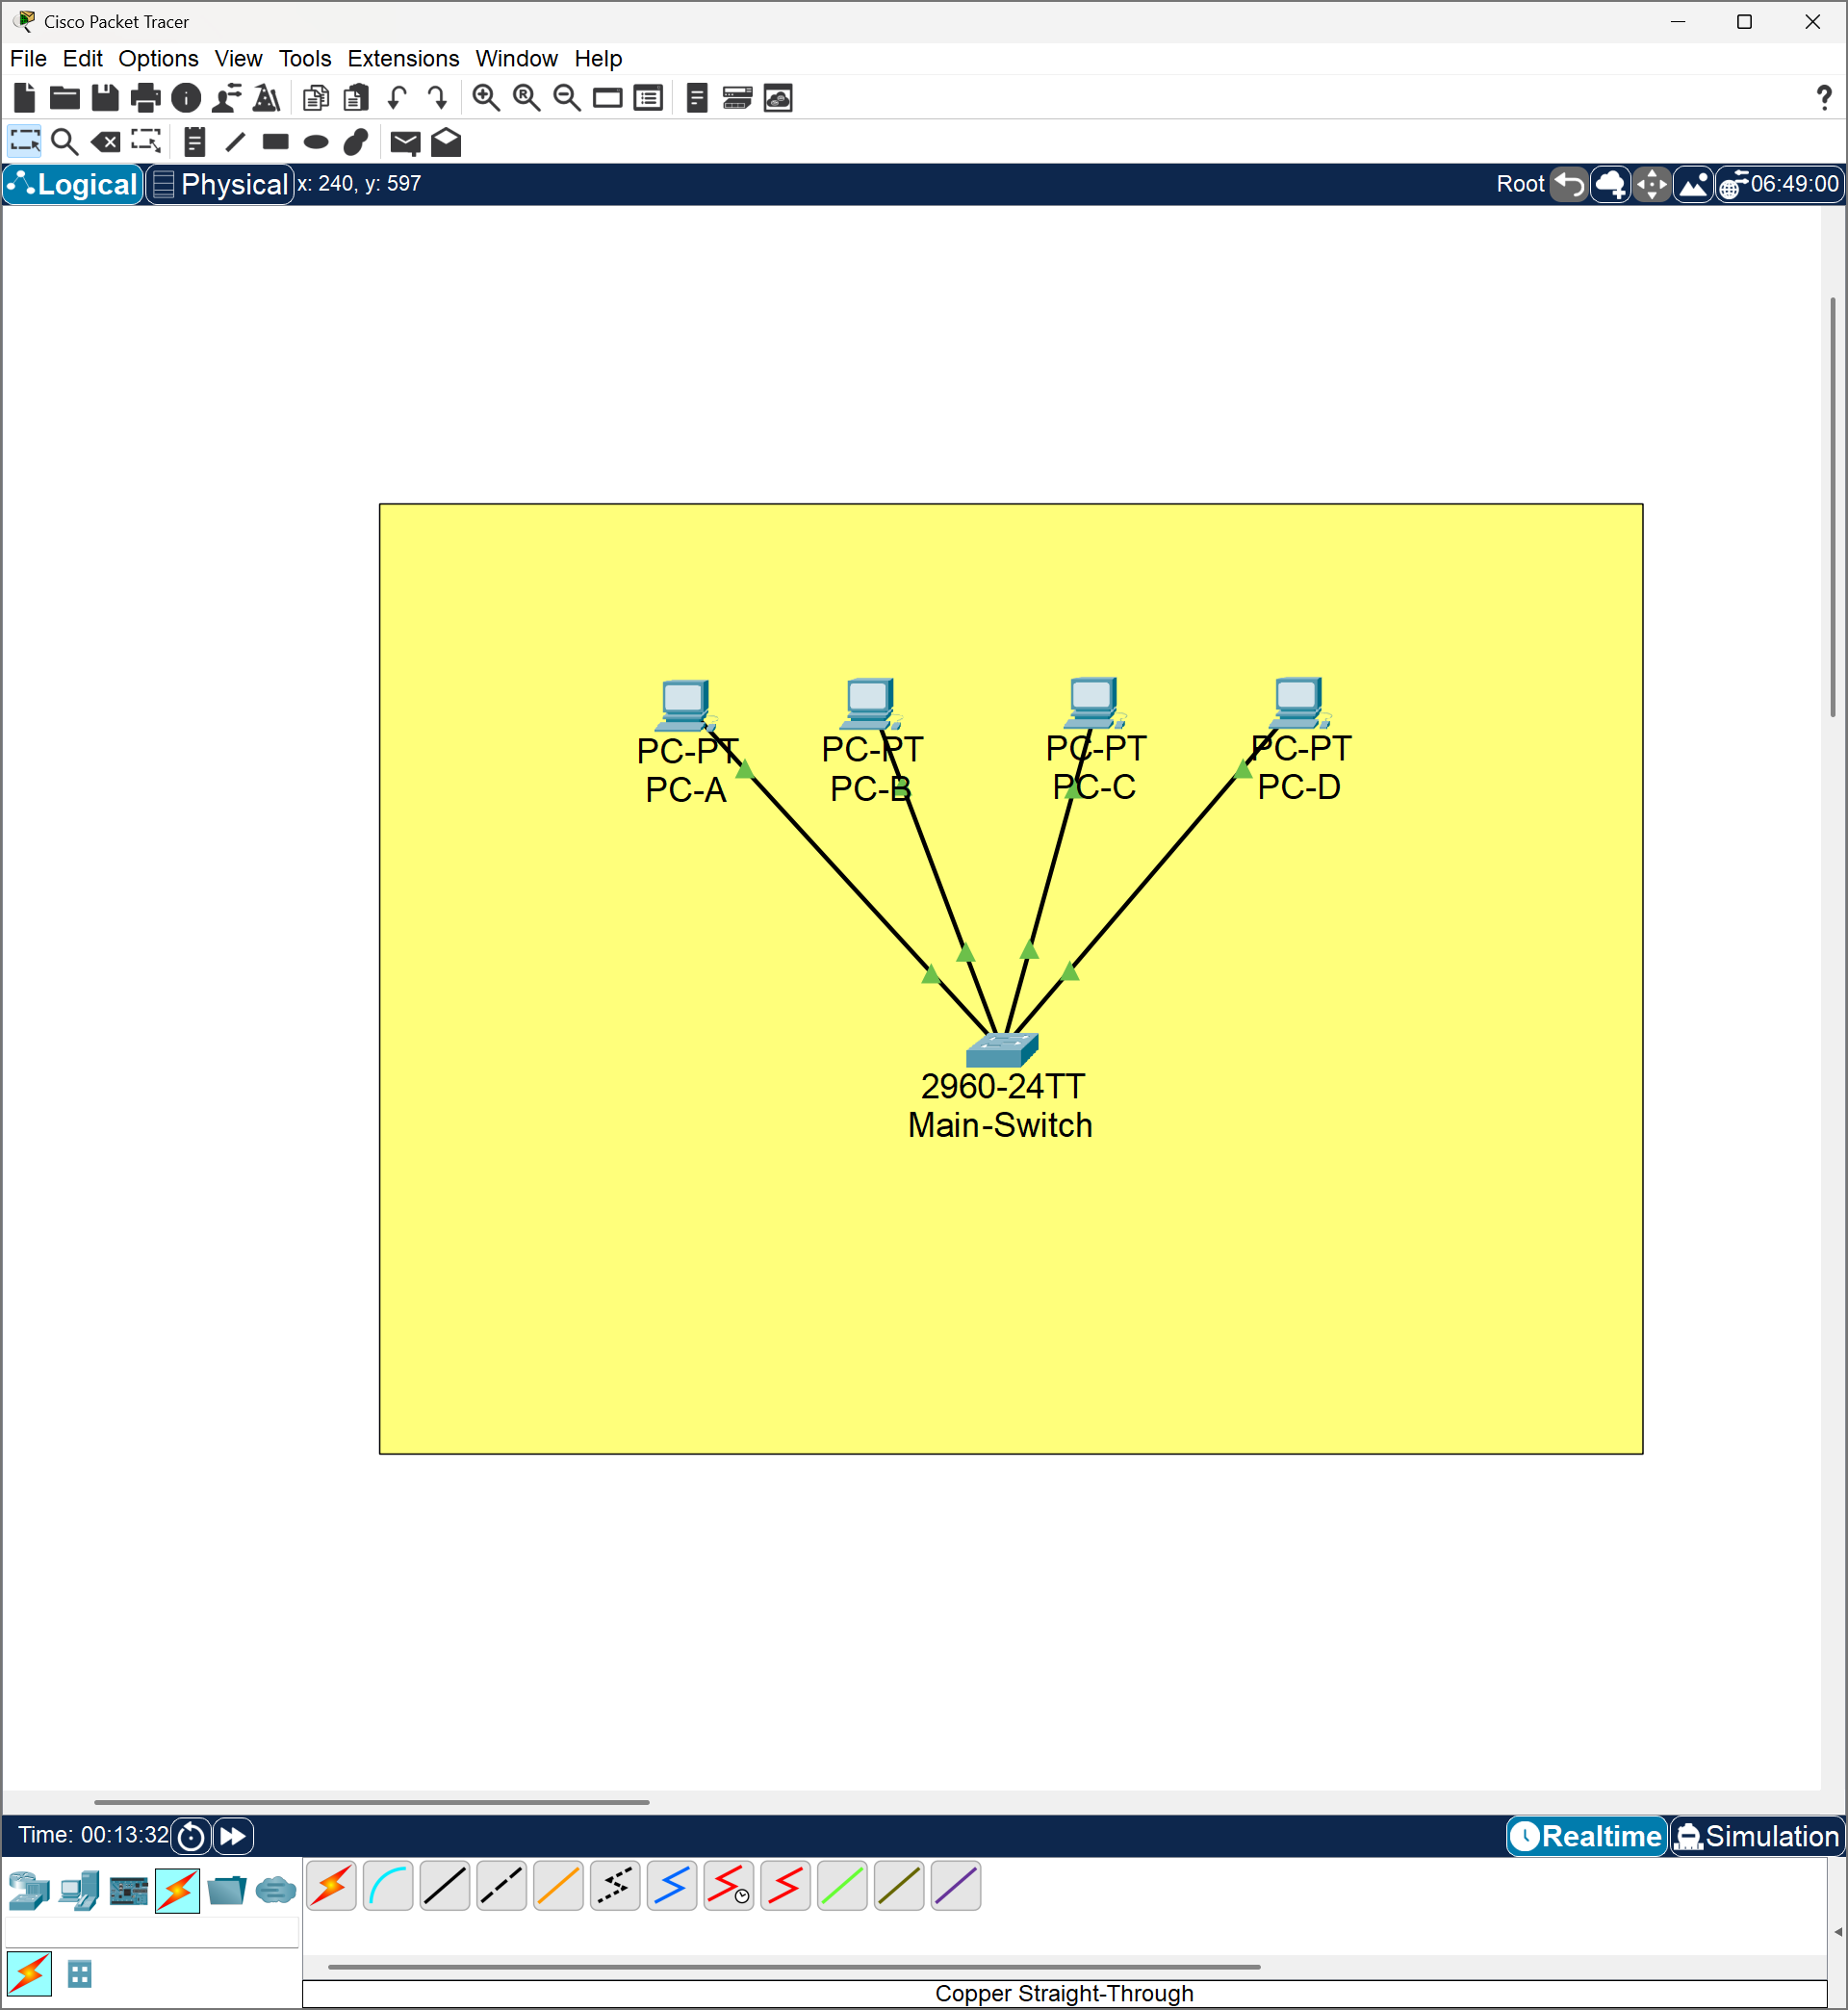 Cisco Packet Tracer
File Edit Options View Tools Extensions Window Help
Logical Physical x: 240, y: 597 Root 06:49:00
PC-PT PC-PT PC-PT PC-PT
PC-A PC-B PC-C PC-D
2960-24TT
Main-Switch
Time: 00:13:32 Realtime Simulation
Copper Straight-Through